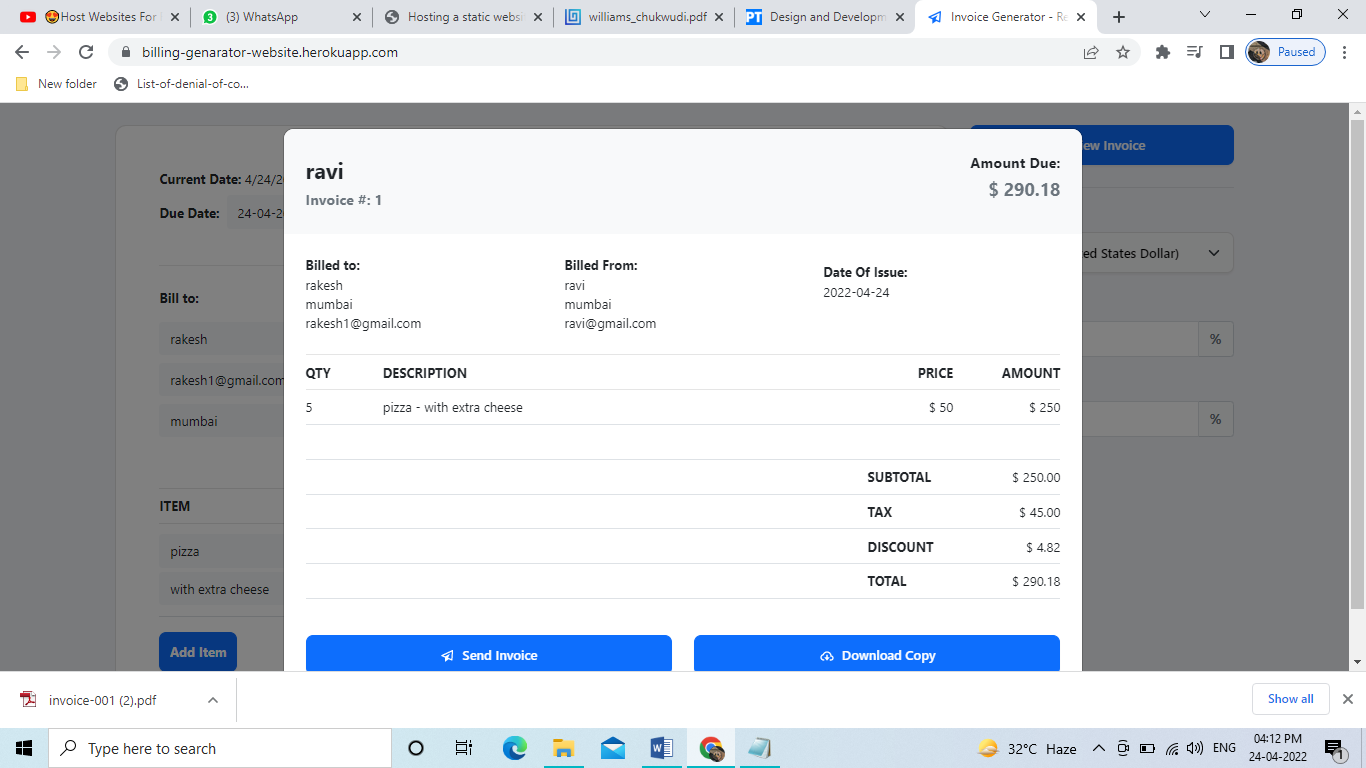 Host Websites For
(3) WhatsApp
Hosting a static websi
williams_chukwudi.pdf
Design and Developm
Invoice Generator - Re
billing-genarator-website.herokuapp.com
Paused
New folder
List-of-denial-of-co...
Current Date: 4/24/2
Due Date: 24-04-2
Bill to:
rakesh
rakesh1@gmail.com
mumbai
ITEM
pizza
with extra cheese
Add Item
ravi
Invoice #: 1
Amount Due:
$ 290.18
Billed to:
rakesh
mumbai
rakesh1@gmail.com
Billed From:
ravi
mumbai
ravi@gmail.com
Date Of Issue:
2022-04-24
QTY DESCRIPTION PRICE AMOUNT
5 pizza - with extra cheese $ 50 $ 250
SUBTOTAL $ 250.00
TAX $ 45.00
DISCOUNT $ 4.82
TOTAL $ 290.18
Send Invoice
Download Copy
ew Invoice
ed States Dollar)
%
%
invoice-001 (2).pdf
Show all
Type here to search
32°C Haze
ENG
04:12 PM
24-04-2022
1